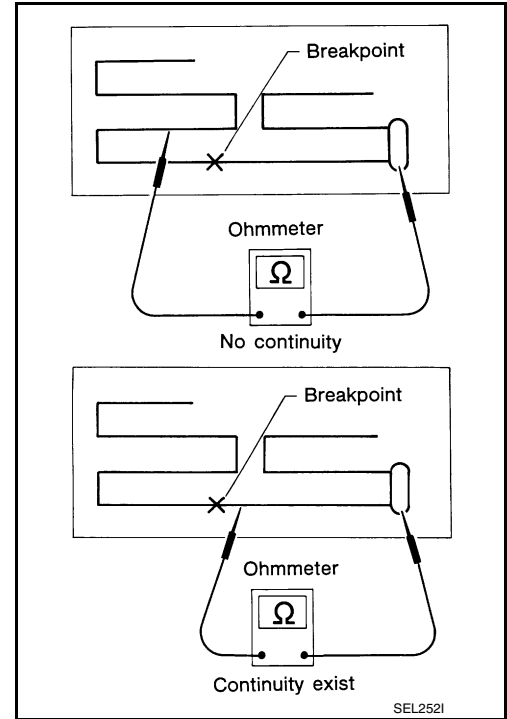 Breakpoint
Ohmmeter
Ω
No continuity
Breakpoint
Ohmmeter
Ω
Continuity exist
SEL252I